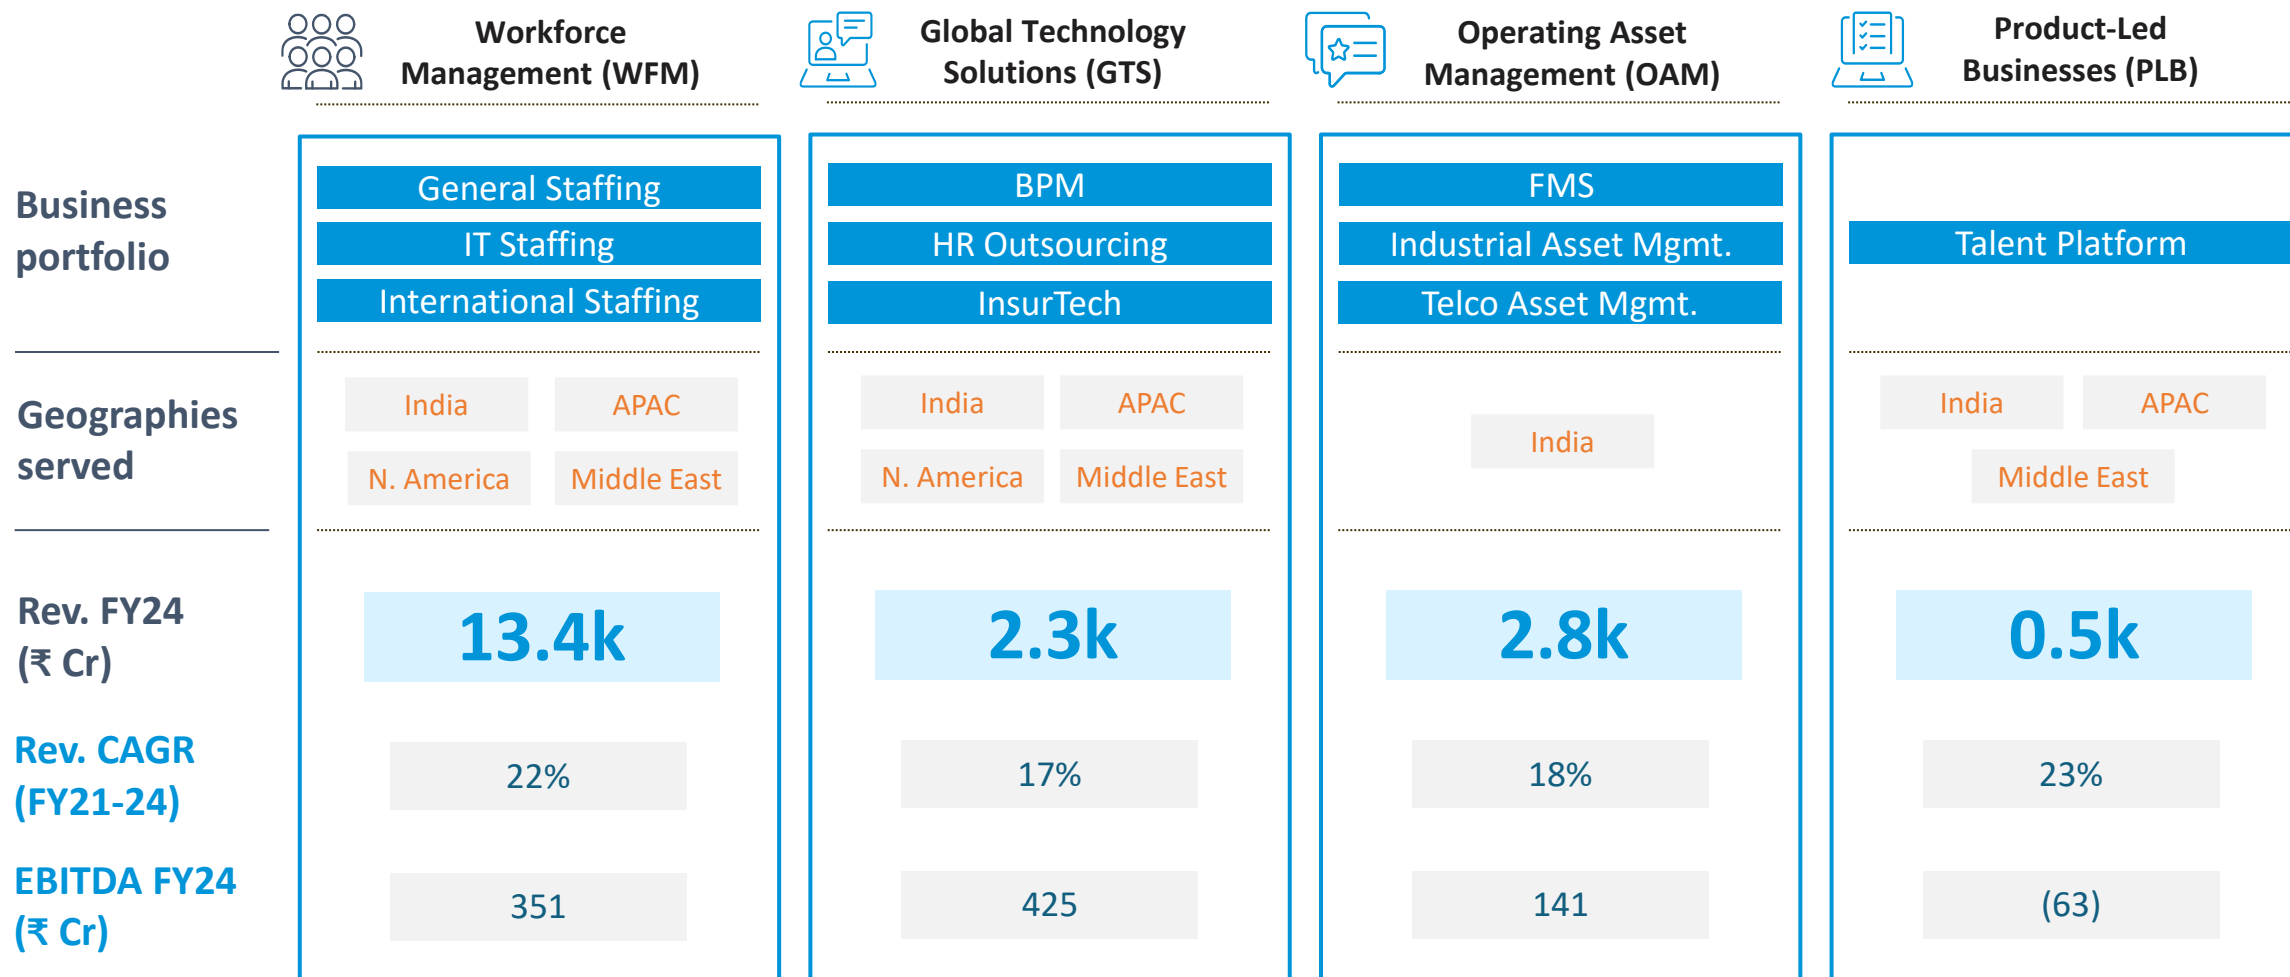 Workforce
Management (WFM)
Global Technology
Solutions (GTS)
Operating Asset
Management (OAM)
Product-Led
Businesses (PLB)
Business
portfolio
General Staffing
IT Staffing
International Staffing
BPM
HR Outsourcing
InsurTech
FMS
Industrial Asset Mgmt.
Telco Asset Mgmt.
Talent Platform
Geographies
served
India
APAC
N. America
Middle East
India
APAC
N. America
Middle East
India
India
APAC
Middle East
Rev. FY24
(₹ Cr)
13.4k
2.3k
2.8k
0.5k
Rev. CAGR
(FY21-24)
22%
17%
18%
23%
EBITDA FY24
(₹ Cr)
351
425
141
(63)